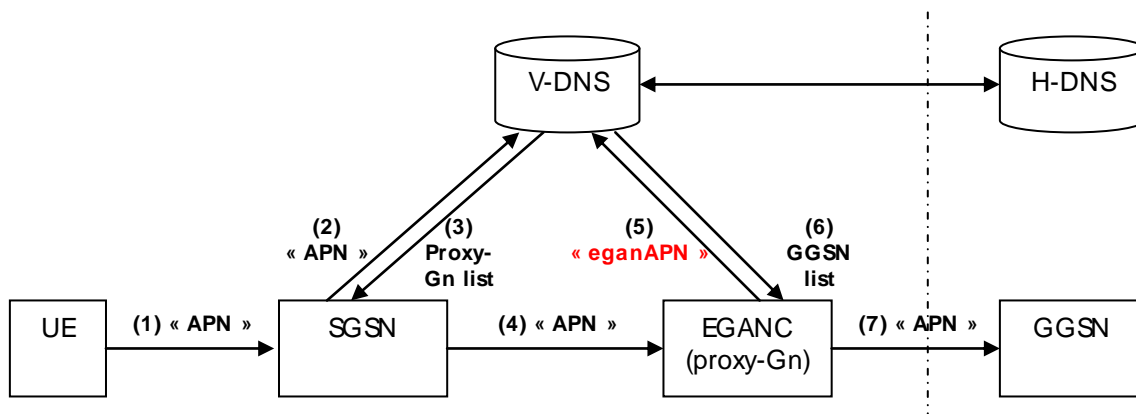 V-DNS
H-DNS
(2)
« APN »
(3)
Proxy-
Gn list
(5)
« eganAPN »
(6)
GGSN
list
UE
(1) « APN »
SGSN
(4) « APN »
EGANC
(proxy-Gn)
(7) « APN »
GGSN